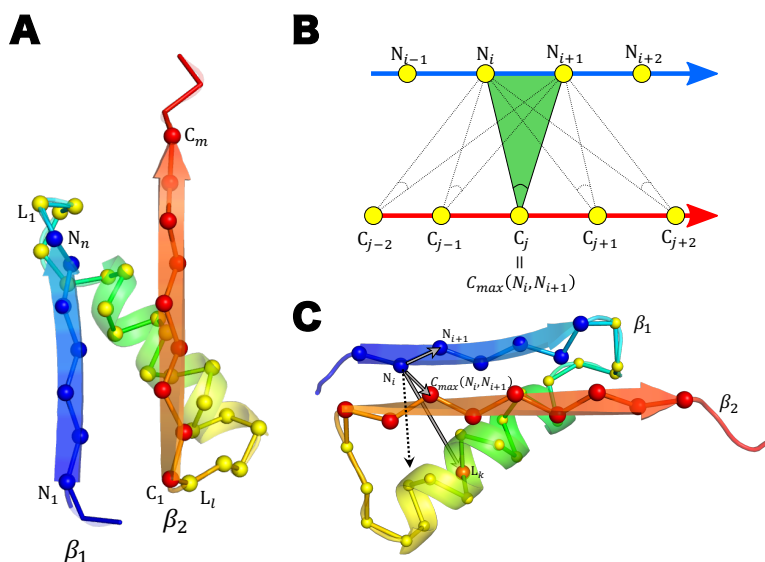 A
C_m
L_1
N_n
N_1
C_1
L_l
β_1
β_2
B
N_{i−1} N_i N_{i+1} N_{i+2}
C_{j−2} C_{j−1} C_j C_{j+1} C_{j+2}
=
C_{max}(N_i,N_{i+1})
C
N_{i+1}
β_1
N_i
C_{max}(N_i,N_{i+1})
β_2
L_k